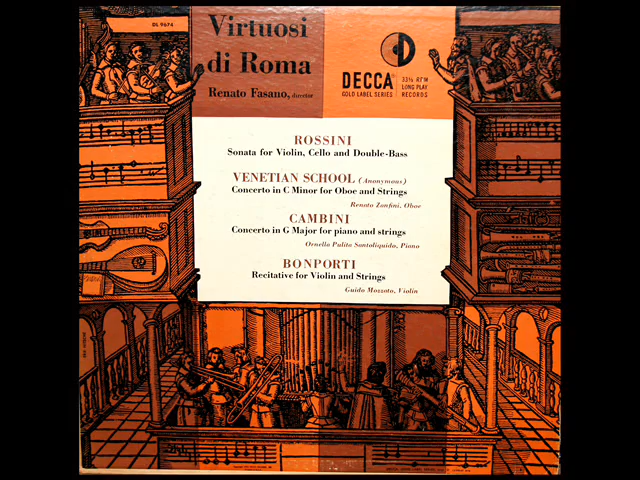 DL 9674
Virtuosi
di Roma
Renato Fasano, director
DECCA®
GOLD LABEL SERIES
33⅓ RPM
LONG PLAY
RECORDS
ROSSINI
Sonata for Violin, Cello and Double-Bass
VENETIAN SCHOOL (Anonymous)
Concerto in C Minor for Oboe and Strings
Renato Zanfini, Oboe
CAMBINI
Concerto in G Major for piano and strings
Ornella Pulita Santoliquido, Piano
BONPORTI
Recitative for Violin and Strings
Guido Mozzato, Violin